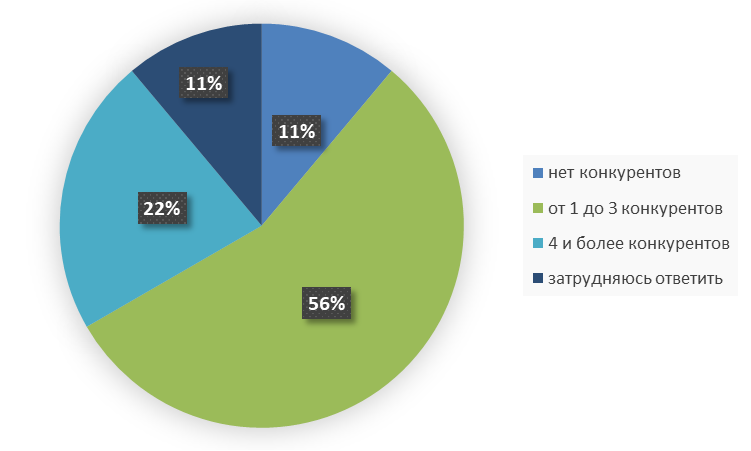 11%
11%
22%
56%
нет конкурентов
от 1 до 3 конкурентов
4 и более конкурентов
затрудняюсь ответить